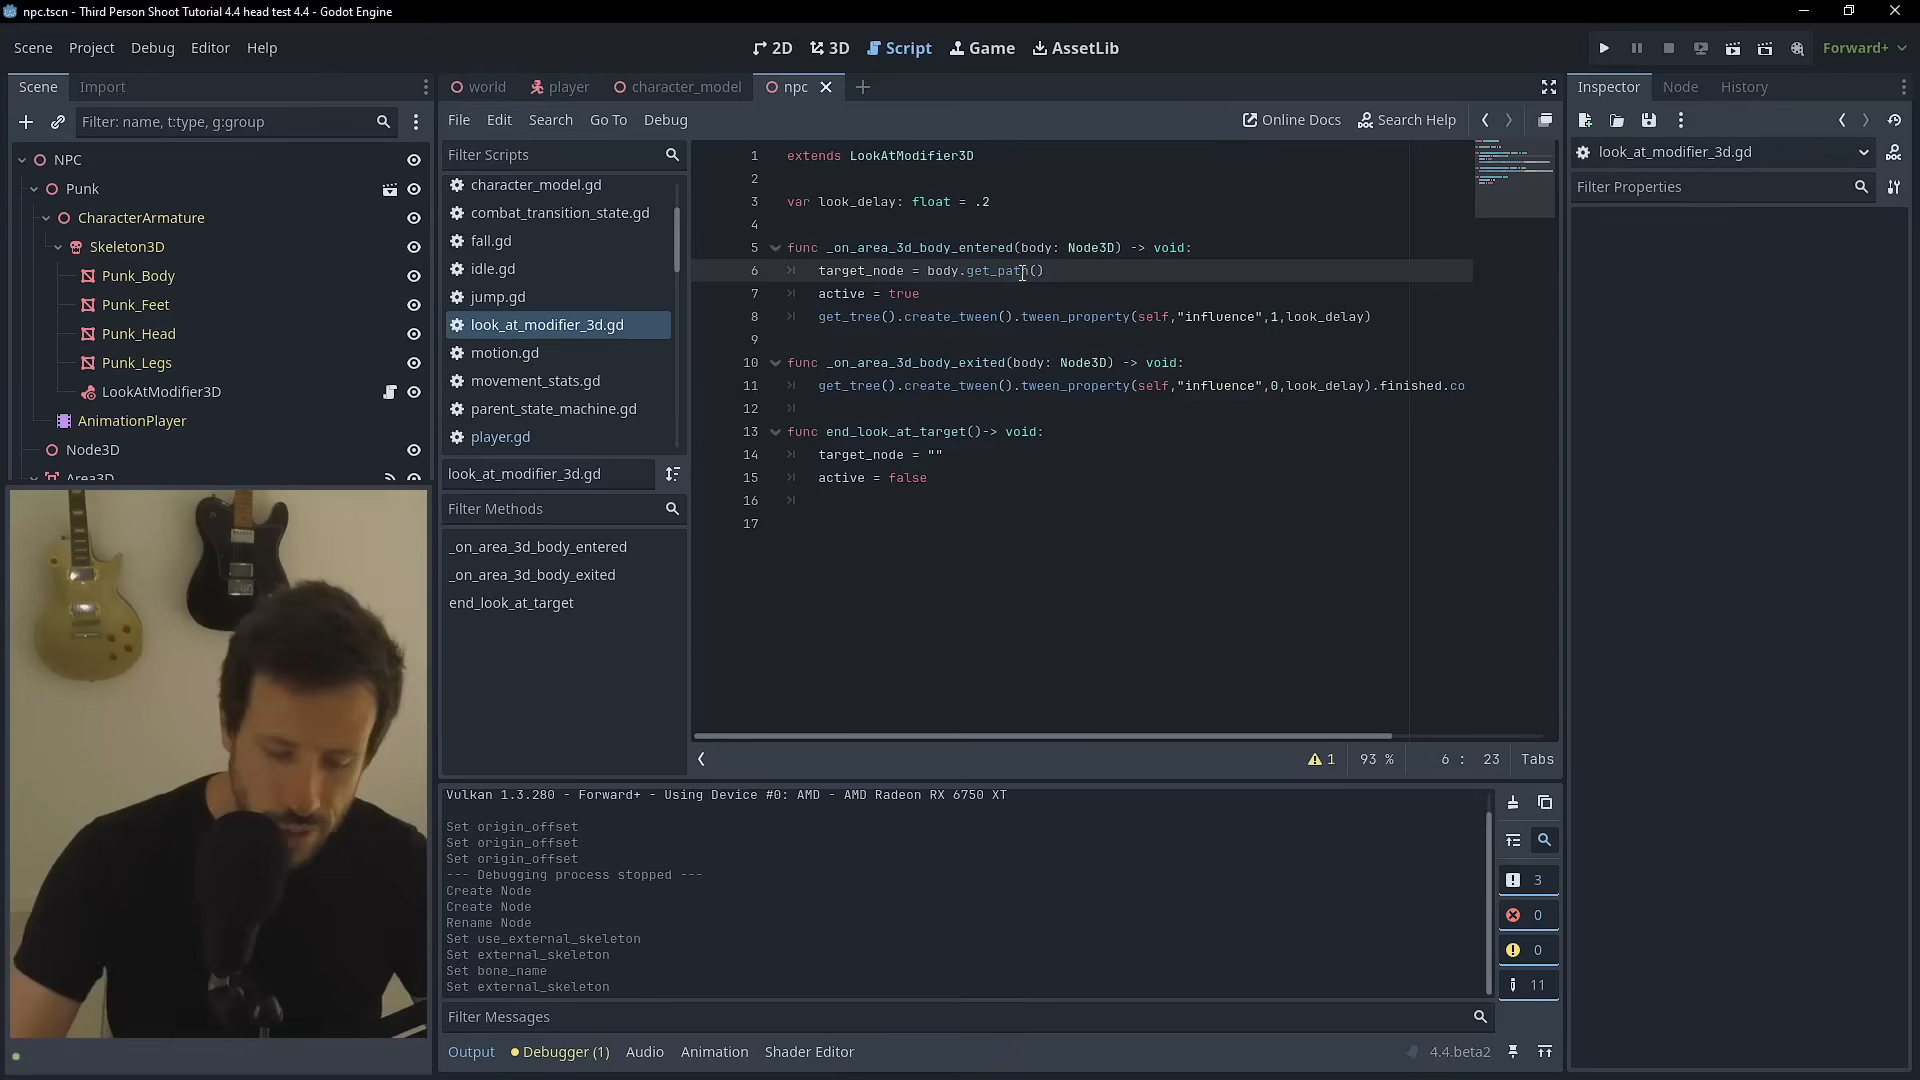 npc.tscn - Third Person Shoot Tutorial 4.4 head test 4.4 - Godot Engine
Scene Project Debug Editor Help
2D 3D Script Game AssetLib
Forward+
Scene Import
Filter: name, t:type, g:group
NPC
Punk
CharacterArmature
Skeleton3D
Punk_Body
Punk_Feet
Punk_Head
Punk_Legs
LookAtModifier3D
AnimationPlayer
Node3D
Area3D
world player character_model npc
File Edit Search Go To Debug
Online Docs Search Help
Filter Scripts
character_model.gd
combat_transition_state.gd
fall.gd
idle.gd
jump.gd
look_at_modifier_3d.gd
motion.gd
movement_stats.gd
parent_state_machine.gd
player.gd
look_at_modifier_3d.gd
Filter Methods
_on_area_3d_body_entered
_on_area_3d_body_exited
end_look_at_target
1 extends LookAtModifier3D
2
3 var look_delay: float = .2
4
5 func _on_area_3d_body_entered(body: Node3D) -> void:
6 target_node = body.get_path()
7 active = true
8 get_tree().create_tween().tween_property(self,"influence",1,look_delay)
9
10 func _on_area_3d_body_exited(body: Node3D) -> void:
11 get_tree().create_tween().tween_property(self,"influence",0,look_delay).finished.co
12
13 func end_look_at_target()-> void:
14 target_node = ""
15 active = false
16
17
1 93 % 6 : 23 Tabs
Vulkan 1.3.280 - Forward+ - Using Device #0: AMD - AMD Radeon RX 6750 XT
Set origin_offset
Set origin_offset
Set origin_offset
--- Debugging process stopped ---
Create Node
Create Node
Rename Node
Set use_external_skeleton
Set external_skeleton
Set bone_name
Set external_skeleton
3
0
0
11
Filter Messages
Output Debugger (1) Audio Animation Shader Editor
4.4.beta2
Inspector Node History
look_at_modifier_3d.gd
Filter Properties